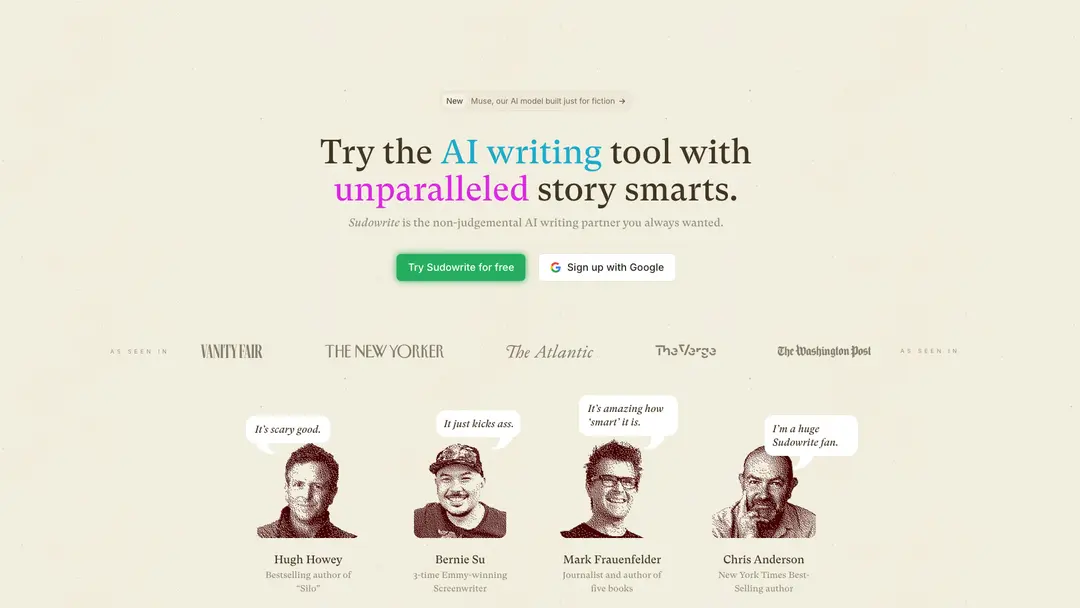 New Muse, our AI model built just for fiction →
Try the AI writing tool with
unparalleled story smarts.
Sudowrite is the non-judgemental AI writing partner you always wanted.
Try Sudowrite for free
Sign up with Google
AS SEEN IN
VANITY FAIR
THE NEW YORKER
The Atlantic
The Verge
The Washington Post
AS SEEN IN
It's scary good.
It just kicks ass.
It's amazing how
'smart' it is.
I'm a huge
Sudowrite fan.
Hugh Howey
Bestselling author of
"Silo"
Bernie Su
3-time Emmy-winning
Screenwriter
Mark Frauenfelder
Journalist and author of
five books
Chris Anderson
New York Times Best-
Selling author